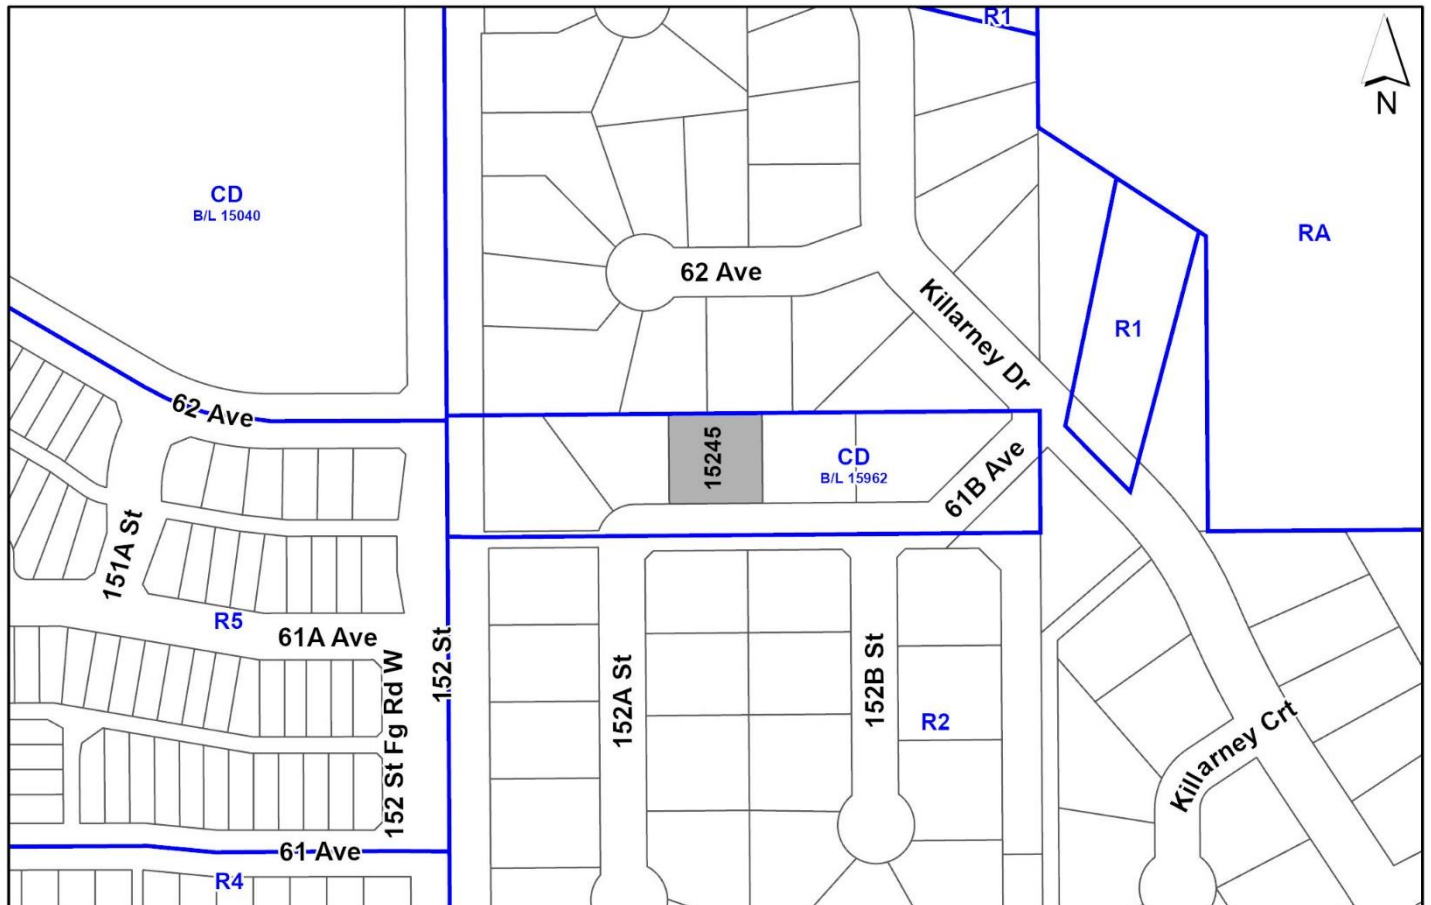 R1
N
CD
B/L 15040
RA
62 Ave
Killarney Dr
R1
62 Ave
15245
CD
B/L 15962
61B Ave
151A St
R5
61A Ave
152 St
152 St Fg Rd W
152A St
152B St
R2
Killarney Crt
61 Ave
R4